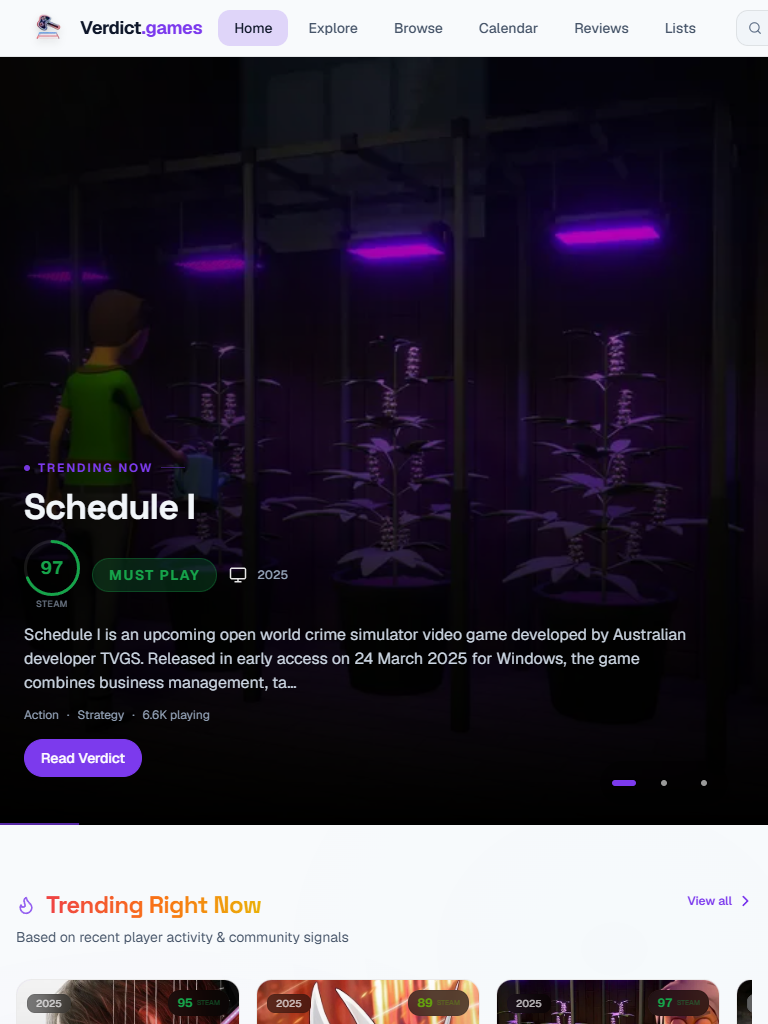 Verdict.games
Home
Explore
Browse
Calendar
Reviews
Lists
TRENDING NOW
Schedule I
97
STEAM
MUST PLAY
2025
Schedule I is an upcoming open world crime simulator video game developed by Australian
developer TVGS. Released in early access on 24 March 2025 for Windows, the game
combines business management, ta...
Action · Strategy · 6.6K playing
Read Verdict
Trending Right Now
View all
Based on recent player activity & community signals
2025
95 STEAM
2025
89 STEAM
2025
97 STEAM